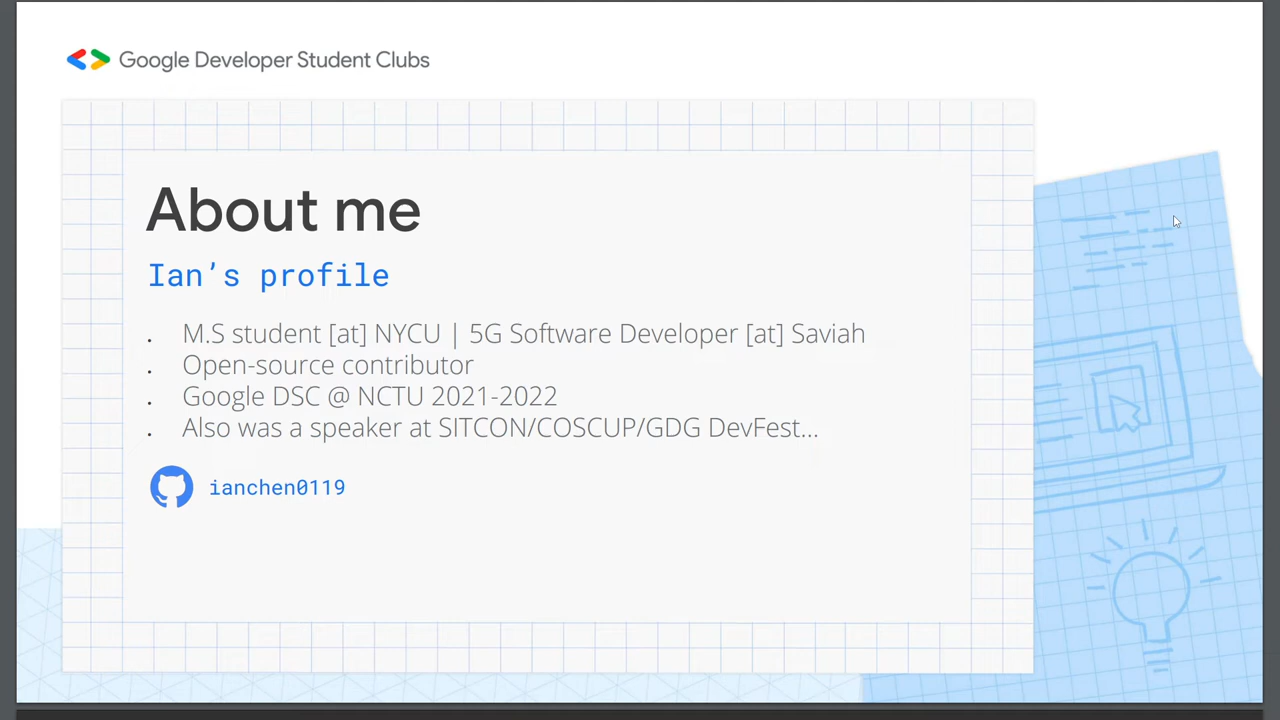 Google Developer Student Clubs
About me
Ian’s profile
. M.S student [at] NYCU | 5G Software Developer [at] Saviah
. Open-source contributor
. Google DSC @ NCTU 2021-2022
. Also was a speaker at SITCON/COSCUP/GDG DevFest...
ianchen0119